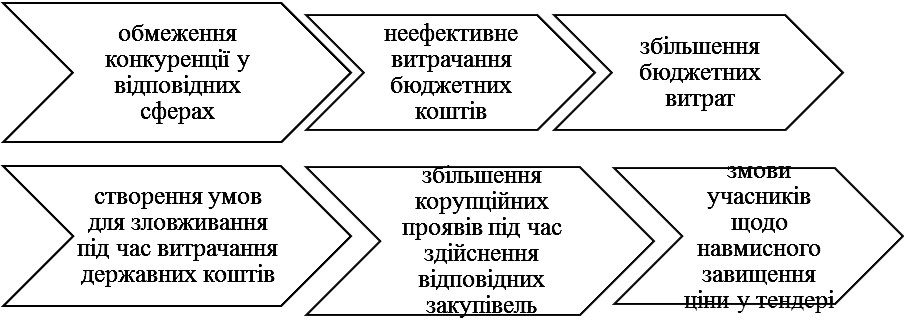 обмеження
конкуренції у
відповідних
сферах
неефективне
витрачання
бюджетних
коштів
збільшення
бюджетних
витрат
створення умов
для зловживання
під час витрачання
державних коштів
збільшення
корупційних
проявів під час
здійснення
відповідних
закупівель
змови
учасників
щодо
навмисного
завищення
ціни у тендері